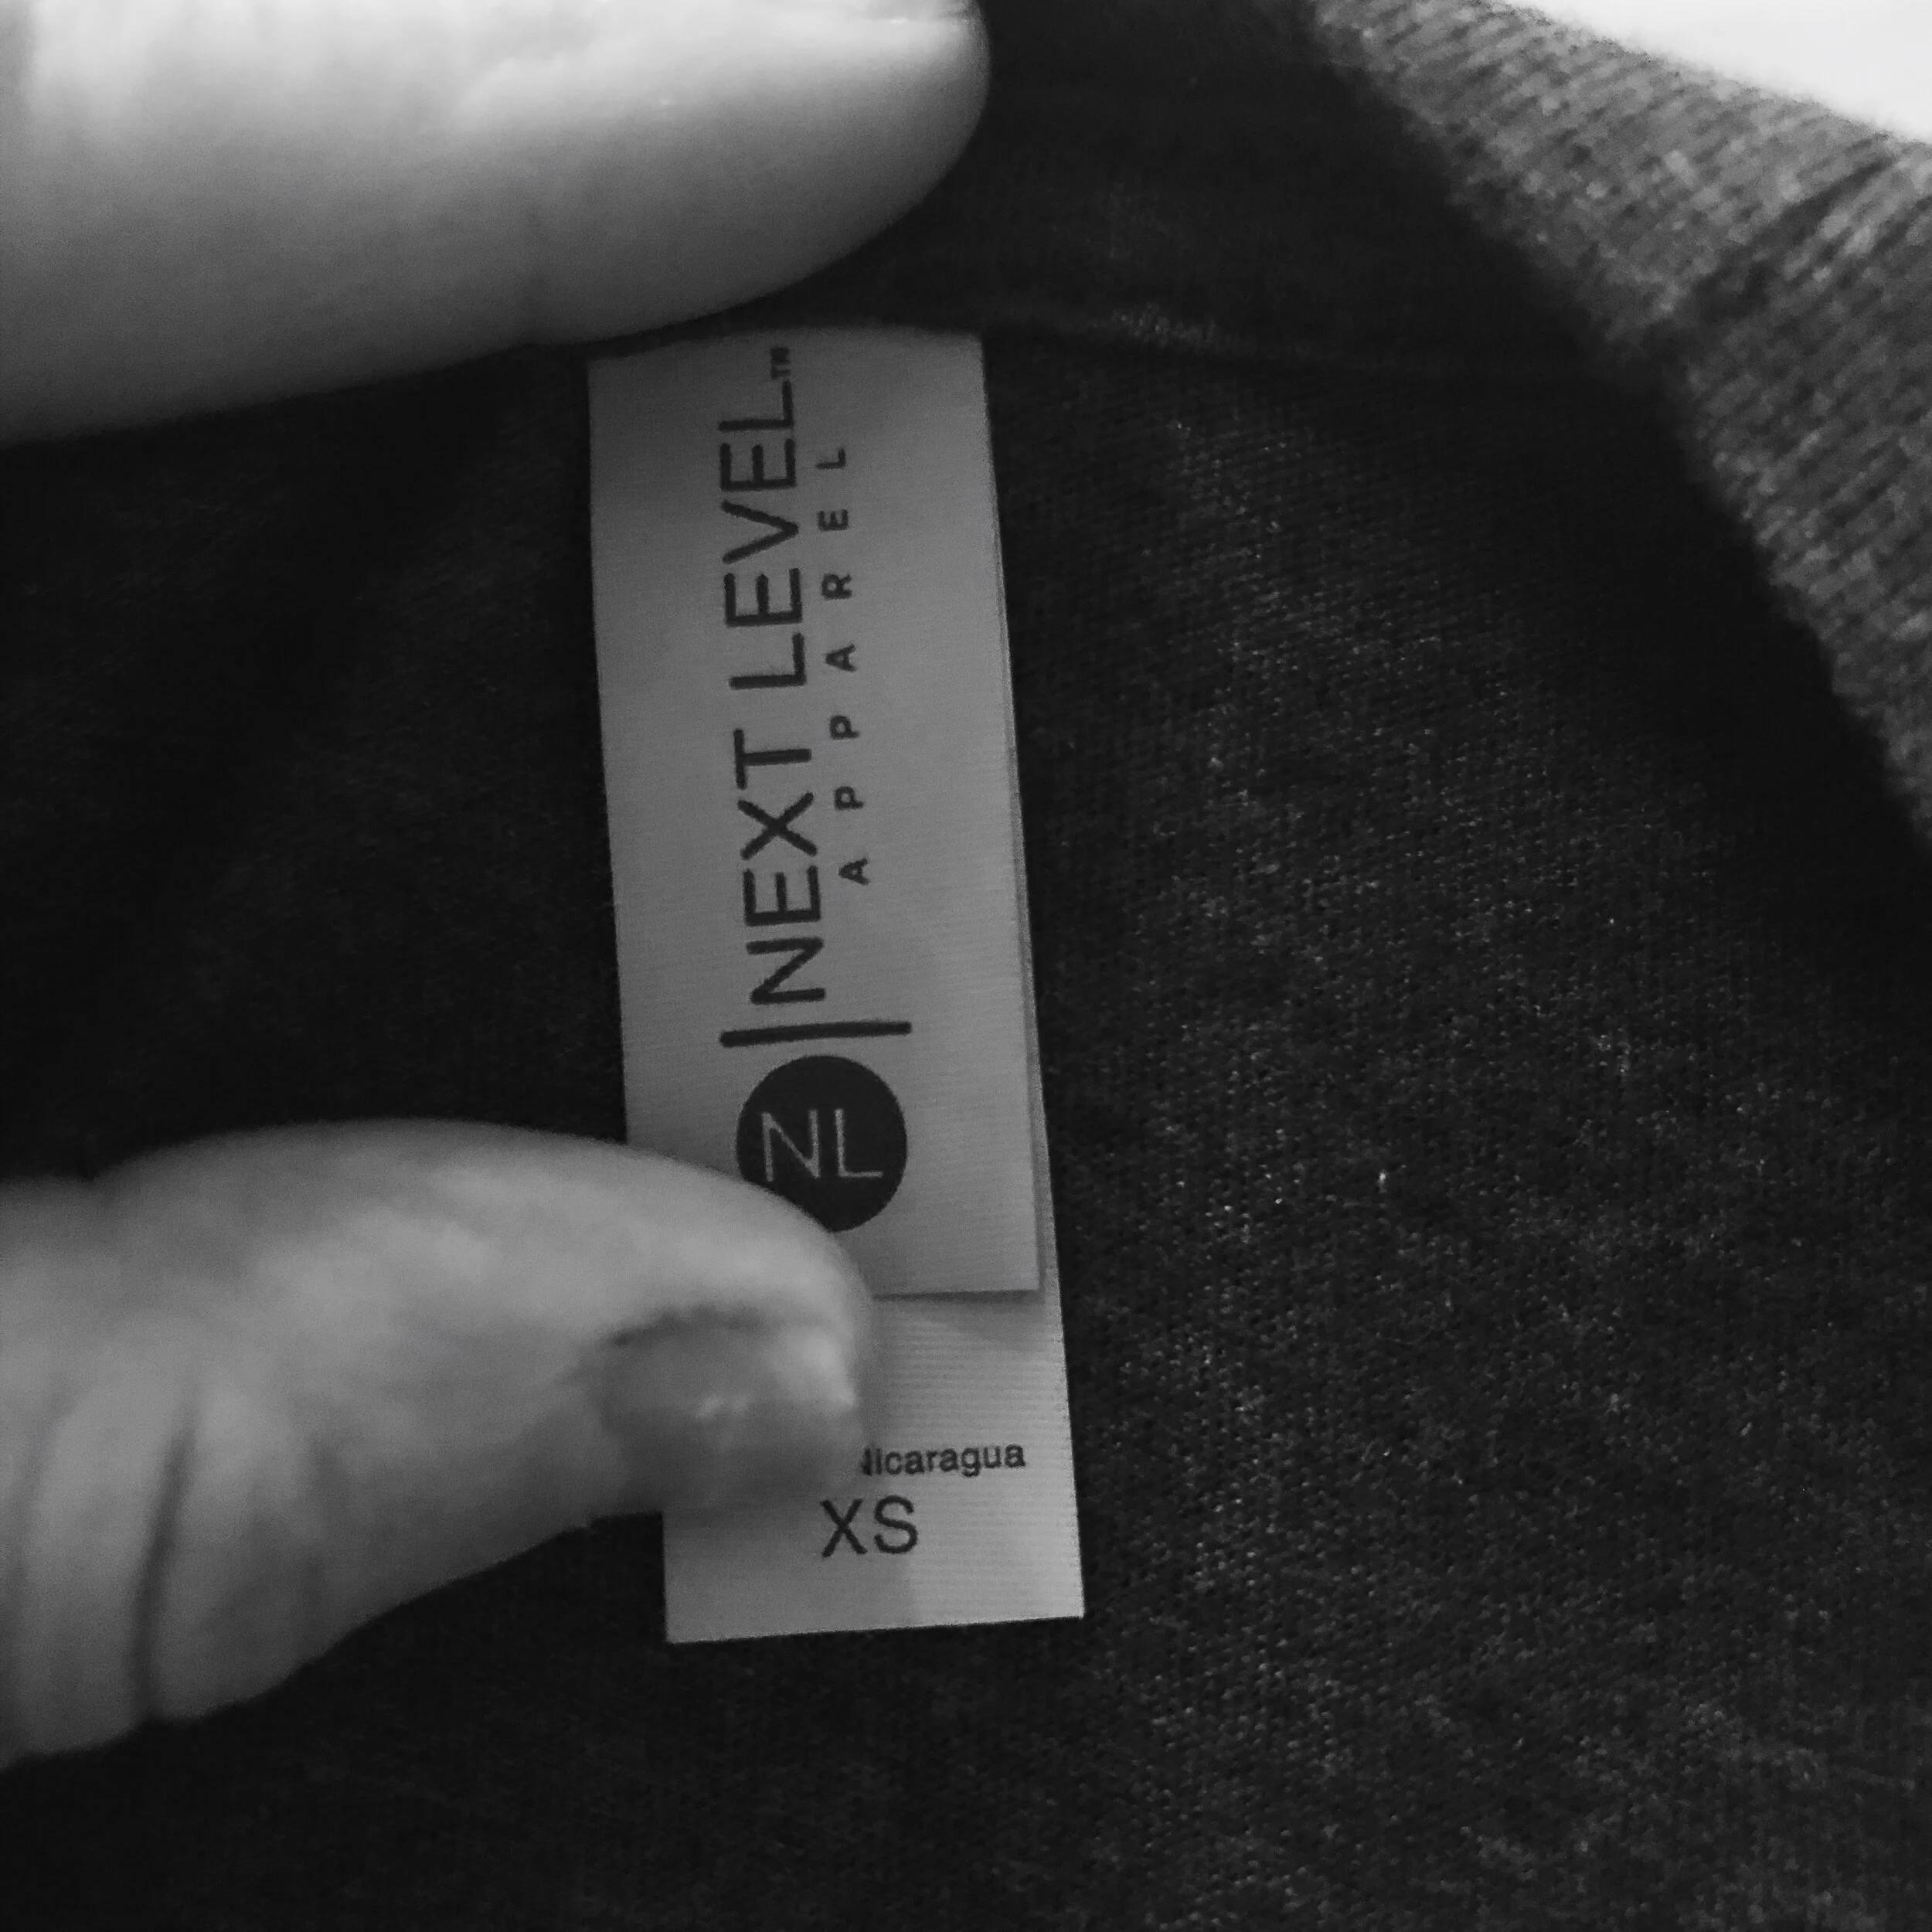 NL
NEXT LEVEL™
APPAREL
Nicaragua
XS